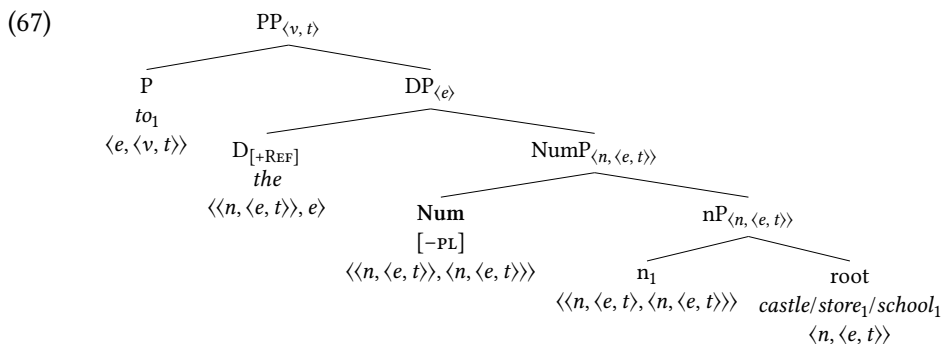 (67)
PP⟨v, t⟩
P DP⟨e⟩
to₁
⟨e, ⟨v, t⟩⟩
D[+REF] NumP⟨n, ⟨e, t⟩⟩
the
⟨⟨n, ⟨e, t⟩⟩, e⟩
Num nP⟨n, ⟨e, t⟩⟩
[−PL]
⟨⟨n, ⟨e, t⟩⟩, ⟨n, ⟨e, t⟩⟩⟩
n₁ root
⟨⟨n, ⟨e, t⟩, ⟨n, ⟨e, t⟩⟩⟩ castle/store₁/school₁
⟨n, ⟨e, t⟩⟩